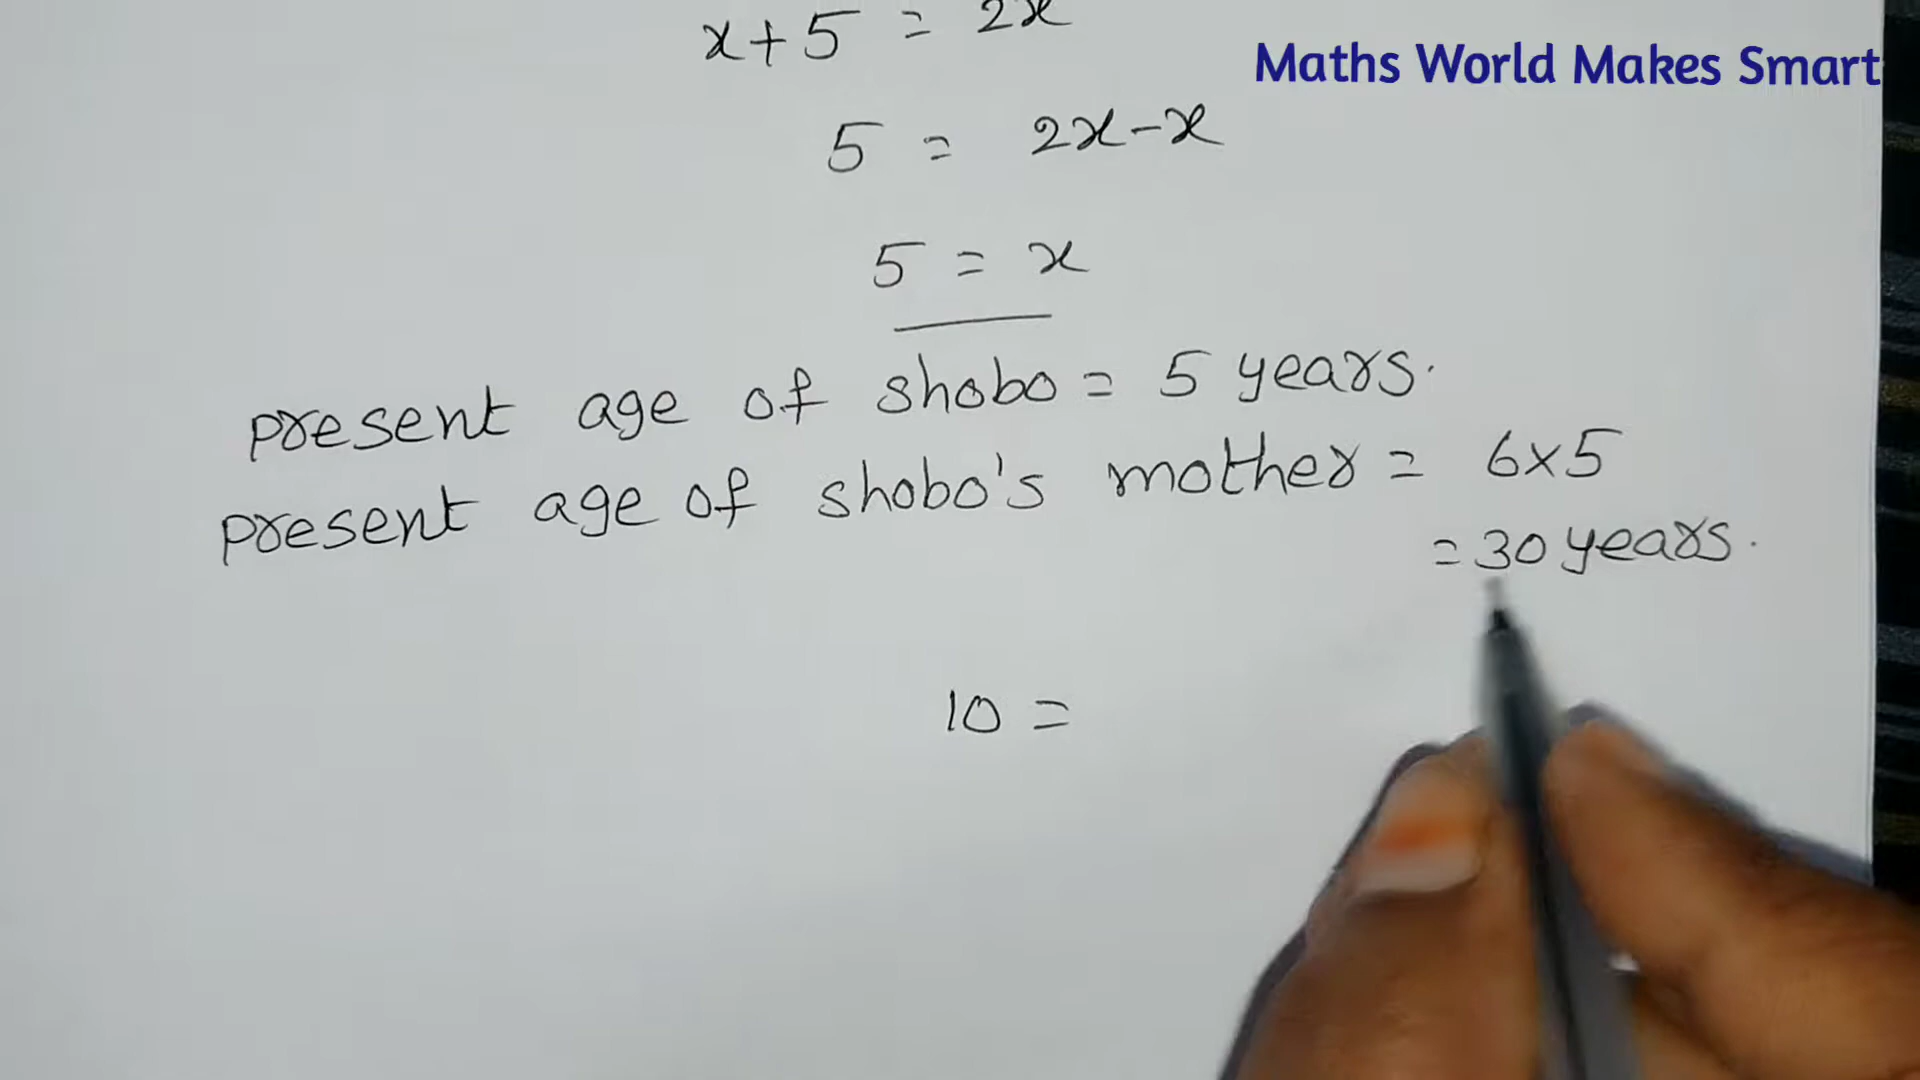 x+5 = 2x
Maths World Makes Smart
5 = 2x-x
5 = x
present age of shobo = 5 years.
present age of shobo's mother = 6x5
= 30 years.
10 =